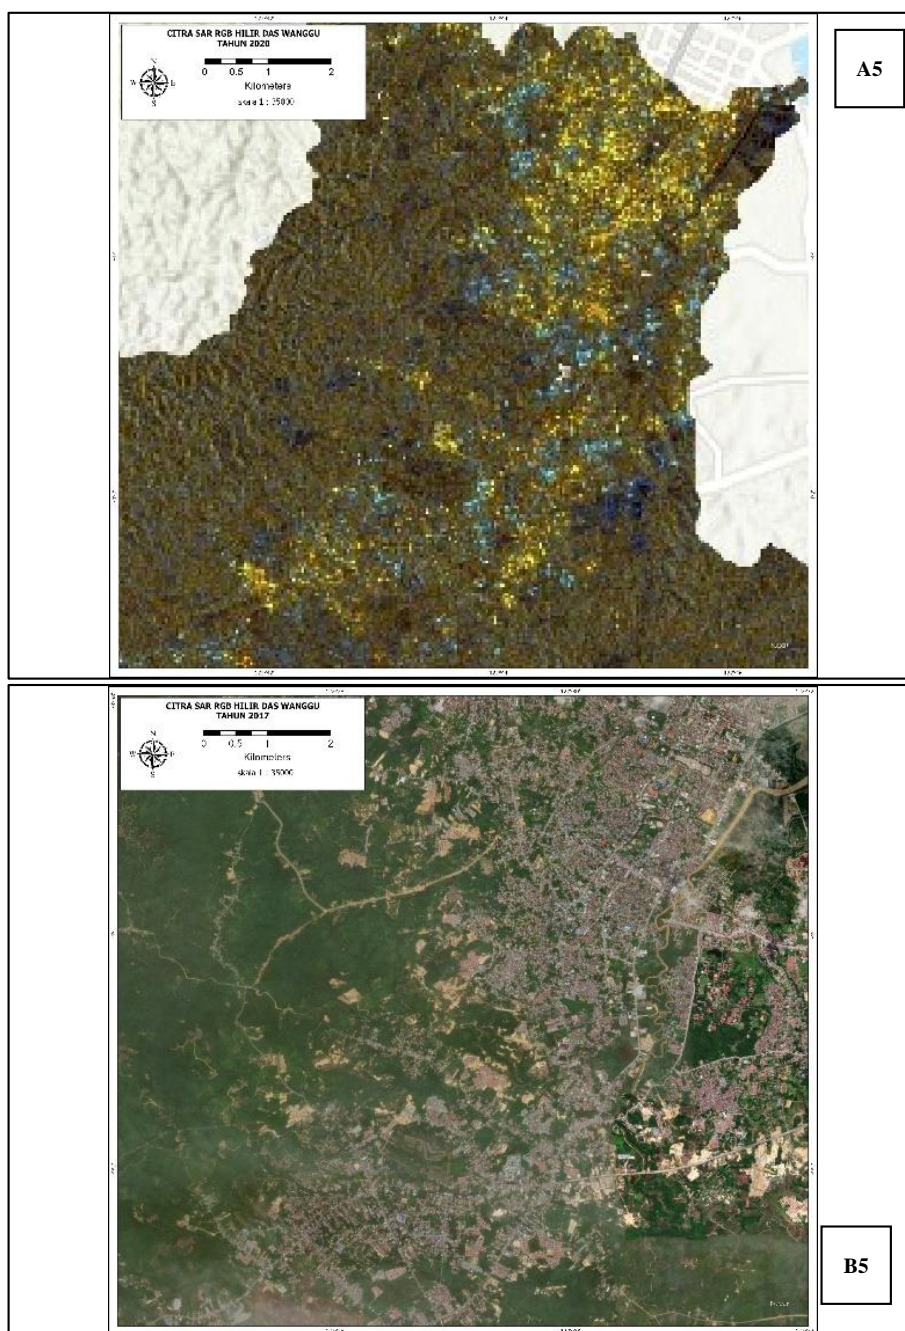 CITRA SAR RGB HILIR DAS WANGGU
TAHUN 2020
N
W E
S
0 0.5 1 2
Kilometers
skala 1 : 35000
A5
CITRA SAR RGB HILIR DAS WANGGU
TAHUN 2017
N
W E
S
0 0.5 1 2
Kilometers
skala 1 : 35000
B5